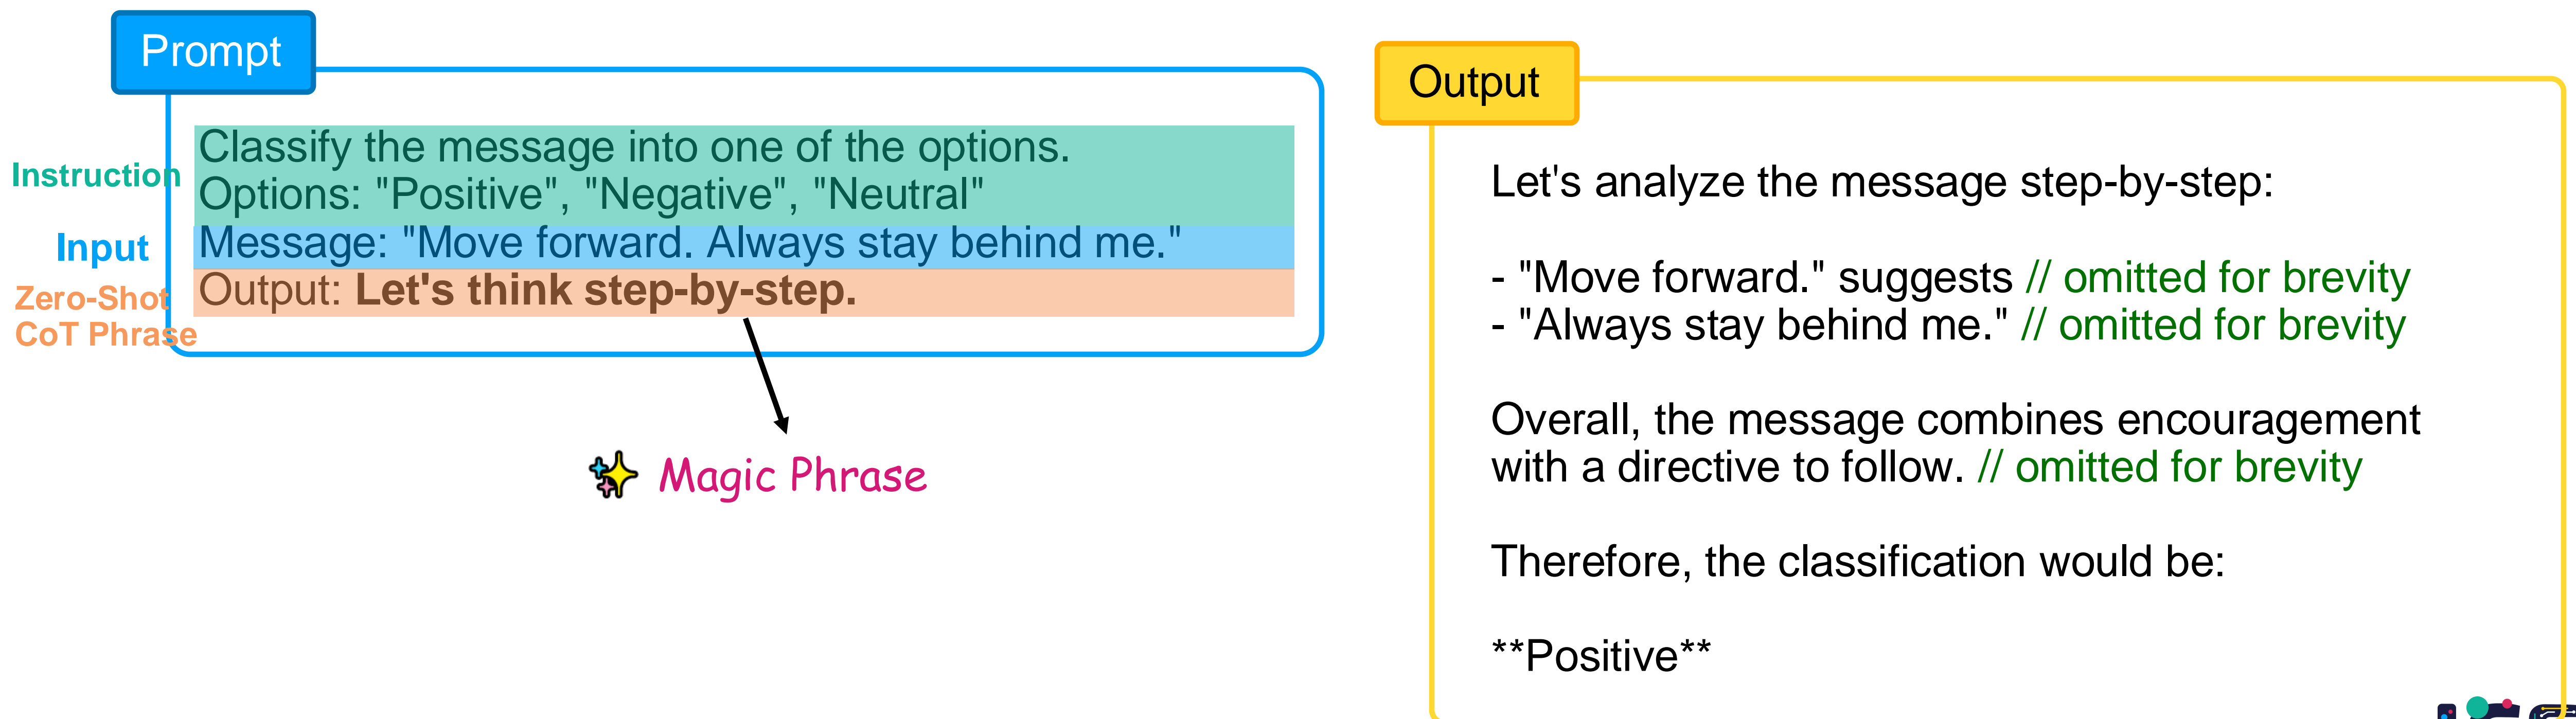 Prompt
Instruction
Classify the message into one of the options.
Options: "Positive", "Negative", "Neutral"
Input
Message: "Move forward. Always stay behind me."
Zero-Shot
CoT Phrase
Output: Let's think step-by-step.
Magic Phrase
Output
Let's analyze the message step-by-step:
- "Move forward." suggests // omitted for brevity
- "Always stay behind me." // omitted for brevity
Overall, the message combines encouragement
with a directive to follow. // omitted for brevity
Therefore, the classification would be:
**Positive**